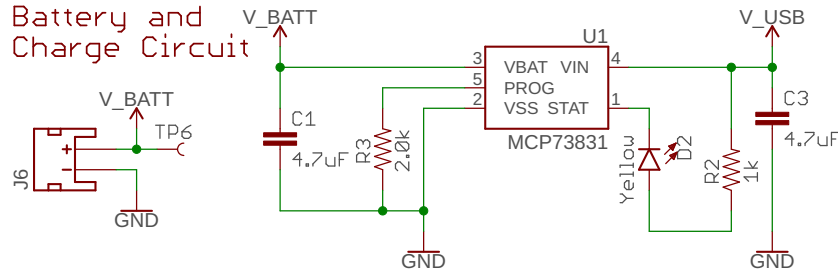 Battery and
Charge Circuit
V_BATT
V_USB
U1
3
VBAT
VIN
4
5
PROG
2
VSS
STAT
1
MCP73831
V_BATT
TP6
J6
+
-
GND
C1
4.7uF
R3
2.0k
GND
Yellow
D2
R2
1k
C3
4.7uF
GND